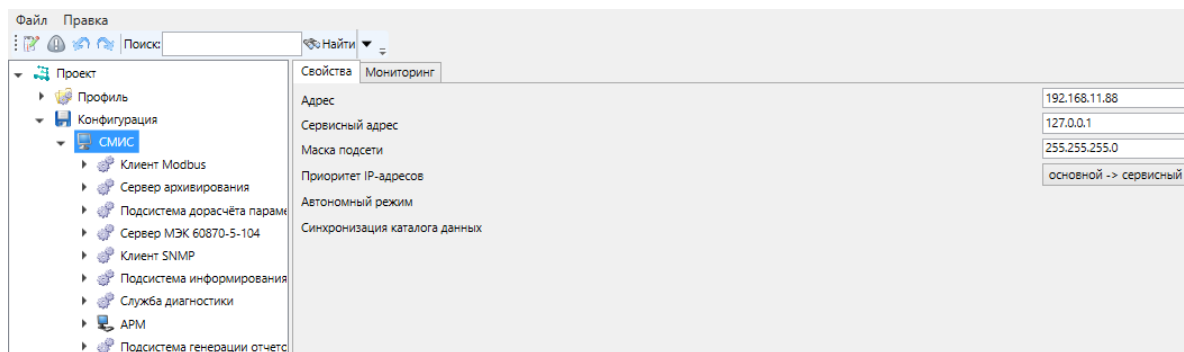 Файл Правка
Поиск: Найти
Проект
Профиль
Конфигурация
СМИС
Клиент Modbus
Сервер архивирования
Подсистема дорасчёта параме
Сервер МЭК 60870-5-104
Клиент SNMP
Подсистема информирования
Служба диагностики
АРМ
Подсистема генерации отчетс
Свойства Мониторинг
Адрес 192.168.11.88
Сервисный адрес 127.0.0.1
Маска подсети 255.255.255.0
Приоритет IP-адресов основной -> сервисный
Автономный режим
Синхронизация каталога данных